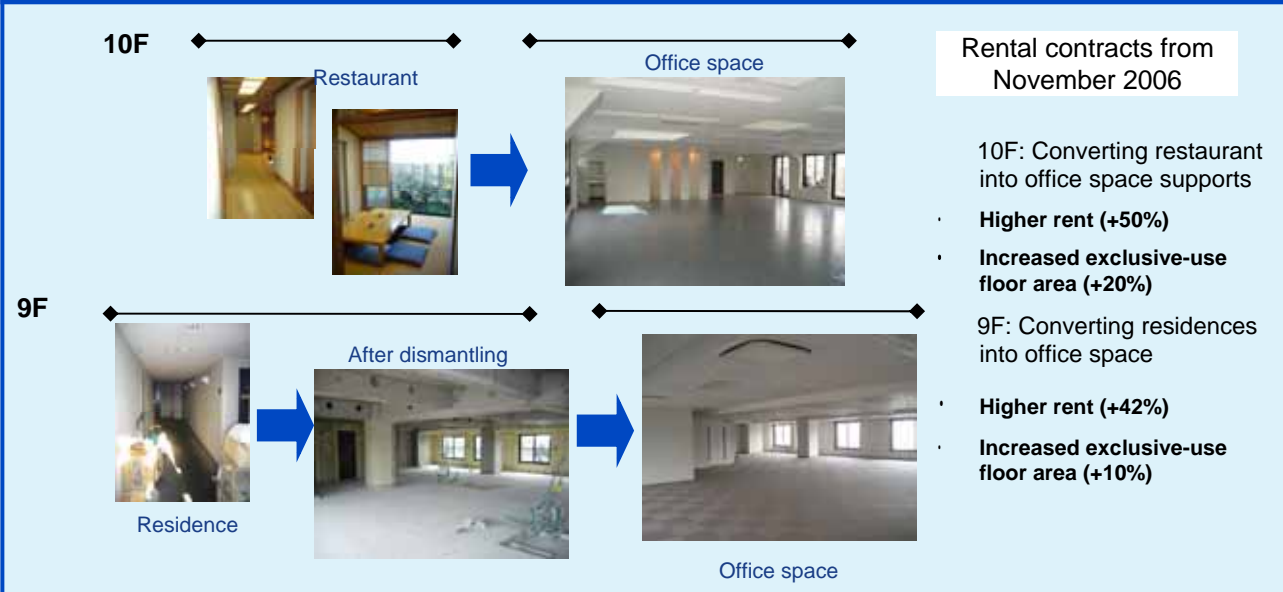 10F
Restaurant
Office space
Rental contracts from
November 2006
10F: Converting restaurant
into office space supports
· Higher rent (+50%)
· Increased exclusive-use
floor area (+20%)
9F
After dismantling
Residence
Office space
9F: Converting residences
into office space
· Higher rent (+42%)
· Increased exclusive-use
floor area (+10%)